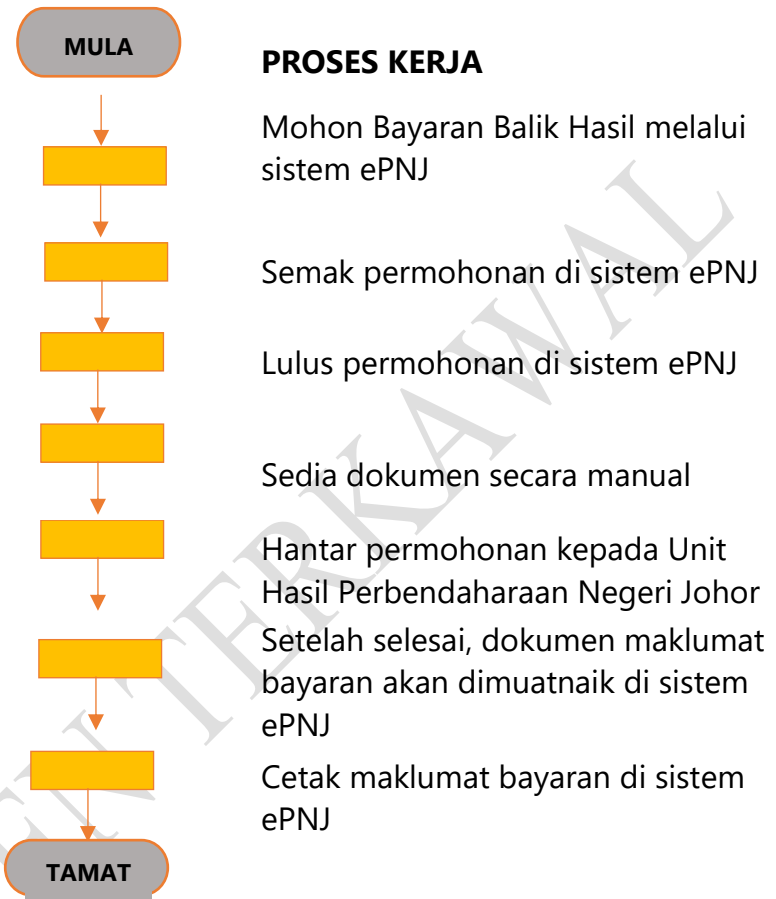 MULA
PROSES KERJA
Mohon Bayaran Balik Hasil melalui
sistem ePNJ
Semak permohonan di sistem ePNJ
Lulus permohonan di sistem ePNJ
Sedia dokumen secara manual
Hantar permohonan kepada Unit
Hasil Perbendaharaan Negeri Johor
Setelah selesai, dokumen maklumat
bayaran akan dimuatnaik di sistem
ePNJ
Cetak maklumat bayaran di sistem
ePNJ
TAMAT
EN TERKAWAL